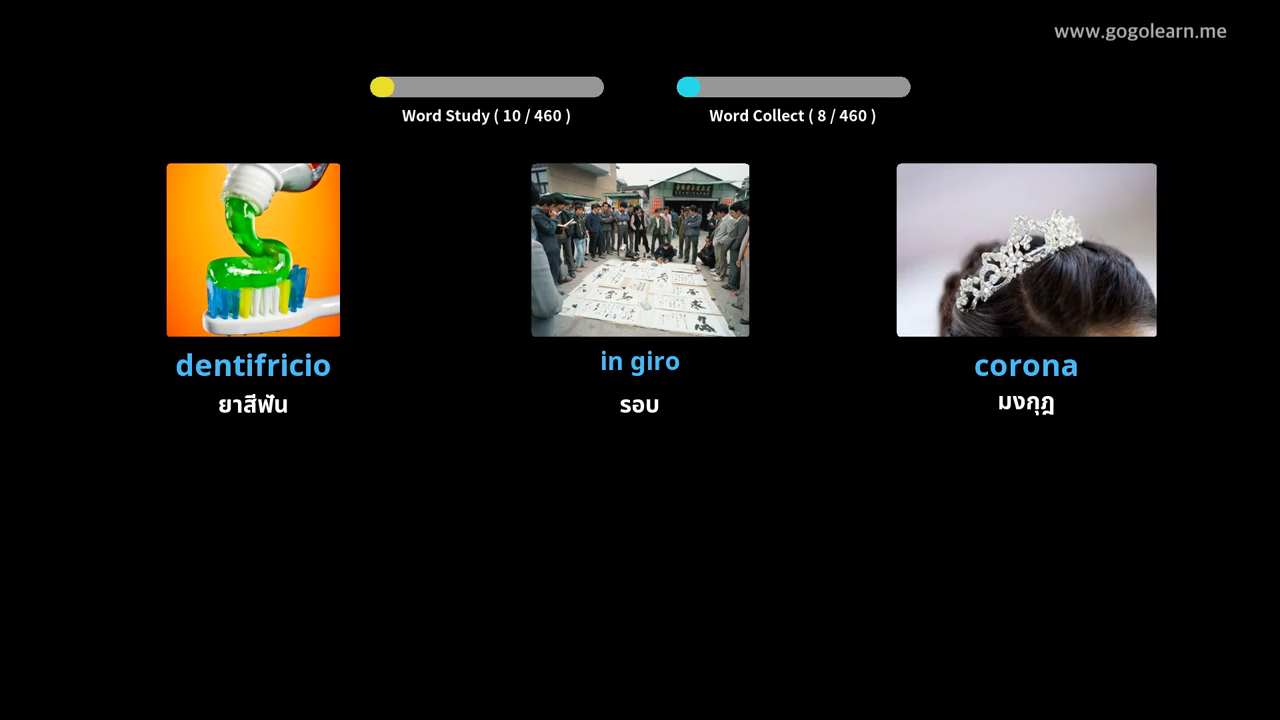 www.gogolearn.me
Word Study ( 10 / 460 )
Word Collect ( 8 / 460 )
dentifricio
ยาสีฟัน
in giro
รอบ
corona
มงกุฎ